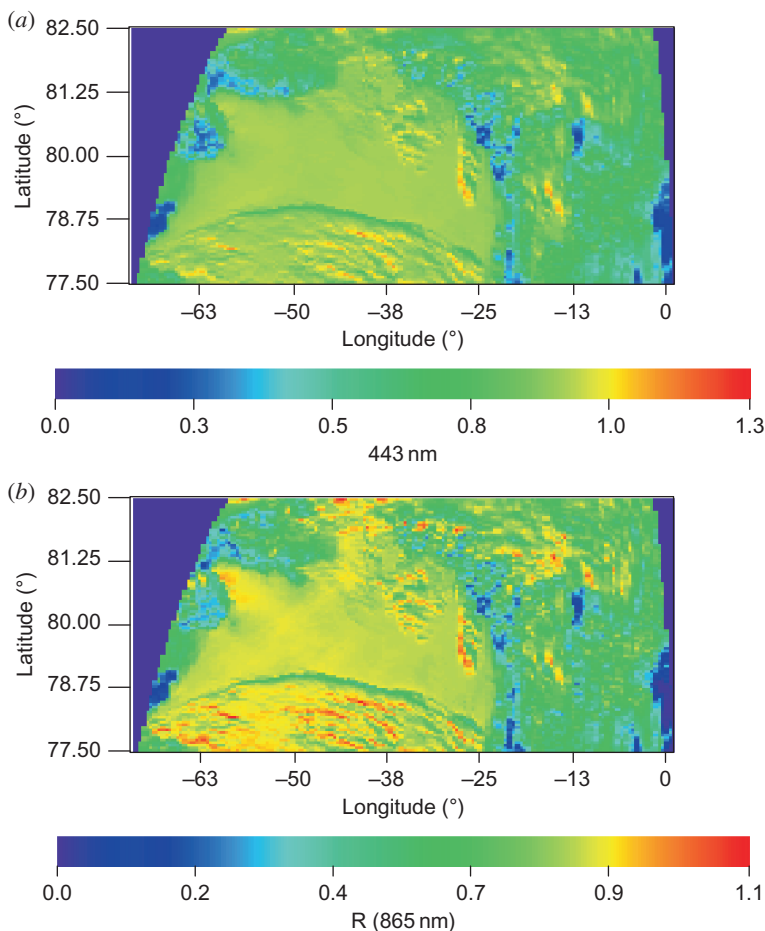 (a)
82.50
81.25
80.00
78.75
77.50
Latitude (°)
–63 –50 –38 –25 –13 0
Longitude (°)
0.0 0.3 0.5 0.8 1.0 1.3
443 nm
(b)
82.50
81.25
80.00
78.75
77.50
Latitude (°)
–63 –50 –38 –25 –13 0
Longitude (°)
0.0 0.2 0.4 0.7 0.9 1.1
R (865 nm)